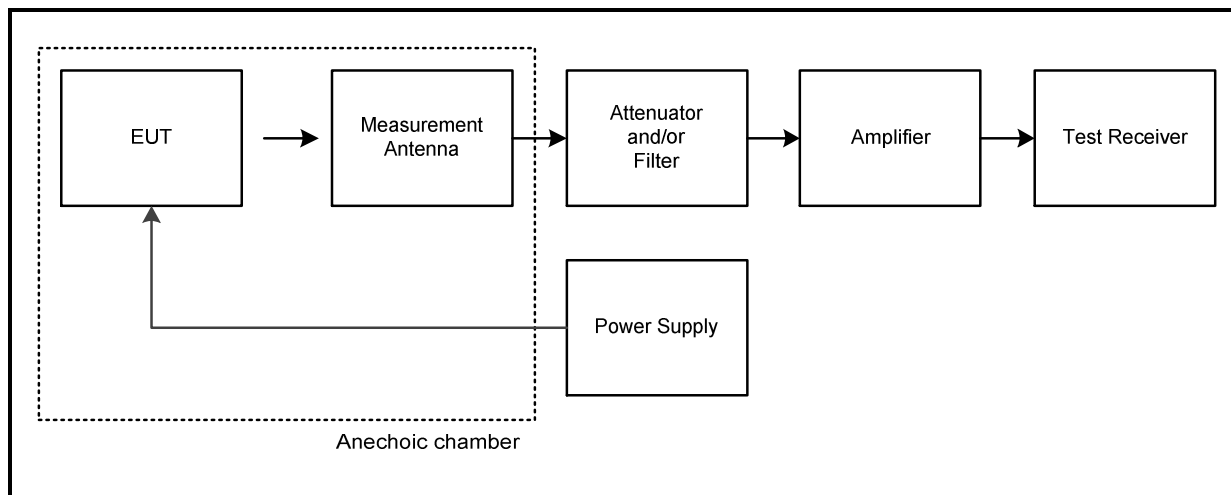 EUT
Measurement
Antenna
Attenuator
and/or
Filter
Amplifier
Test Receiver
Power Supply
Anechoic chamber